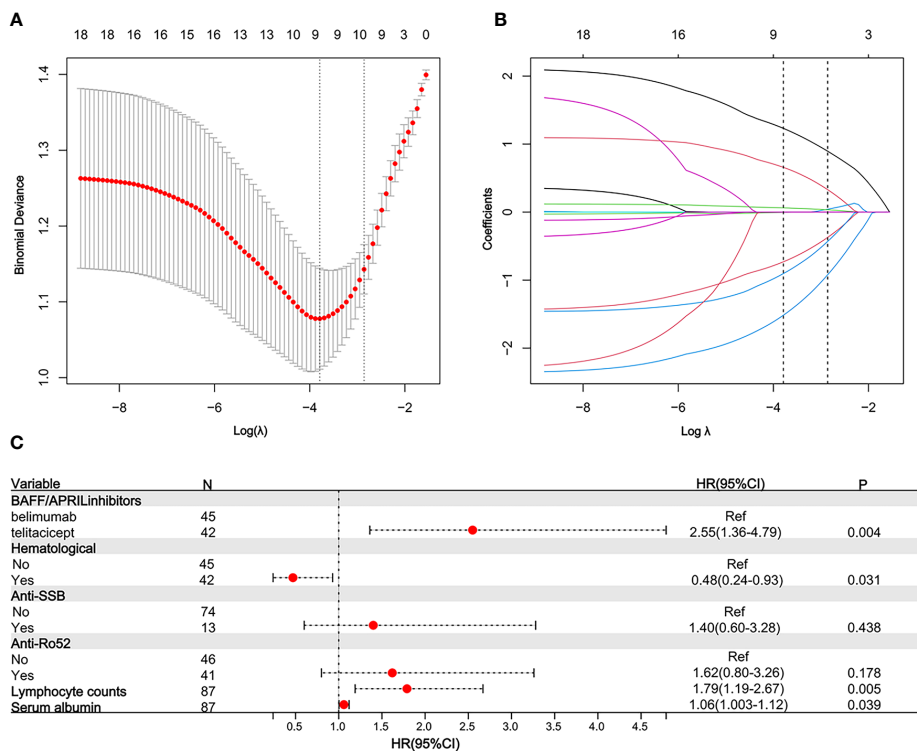 A
18 18 16 16 15 16 13 13 10 9 9 10 9 3 0
Binomial Deviance
1.4
1.3
1.2
1.1
1.0
−8 −6 −4 −2
Log(λ)
B
18 16 9 3
Coefficients
2
1
0
−1
−2
−8 −6 −4 −2
Log λ
C
Variable N HR(95%CI) P
BAFF/APRILinhibitors
belimumab 45 Ref
telitacicept 42 2.55(1.36-4.79) 0.004
Hematological
No 45 Ref
Yes 42 0.48(0.24-0.93) 0.031
Anti-SSB
No 74 Ref
Yes 13 1.40(0.60-3.28) 0.438
Anti-Ro52
No 46 Ref
Yes 41 1.62(0.80-3.26) 0.178
Lymphocyte counts 87 1.79(1.19-2.67) 0.005
Serum albumin 87 1.06(1.003-1.12) 0.039
0.5 1.0 1.5 2.0 2.5 3.0 3.5 4.0 4.5
HR(95%CI)